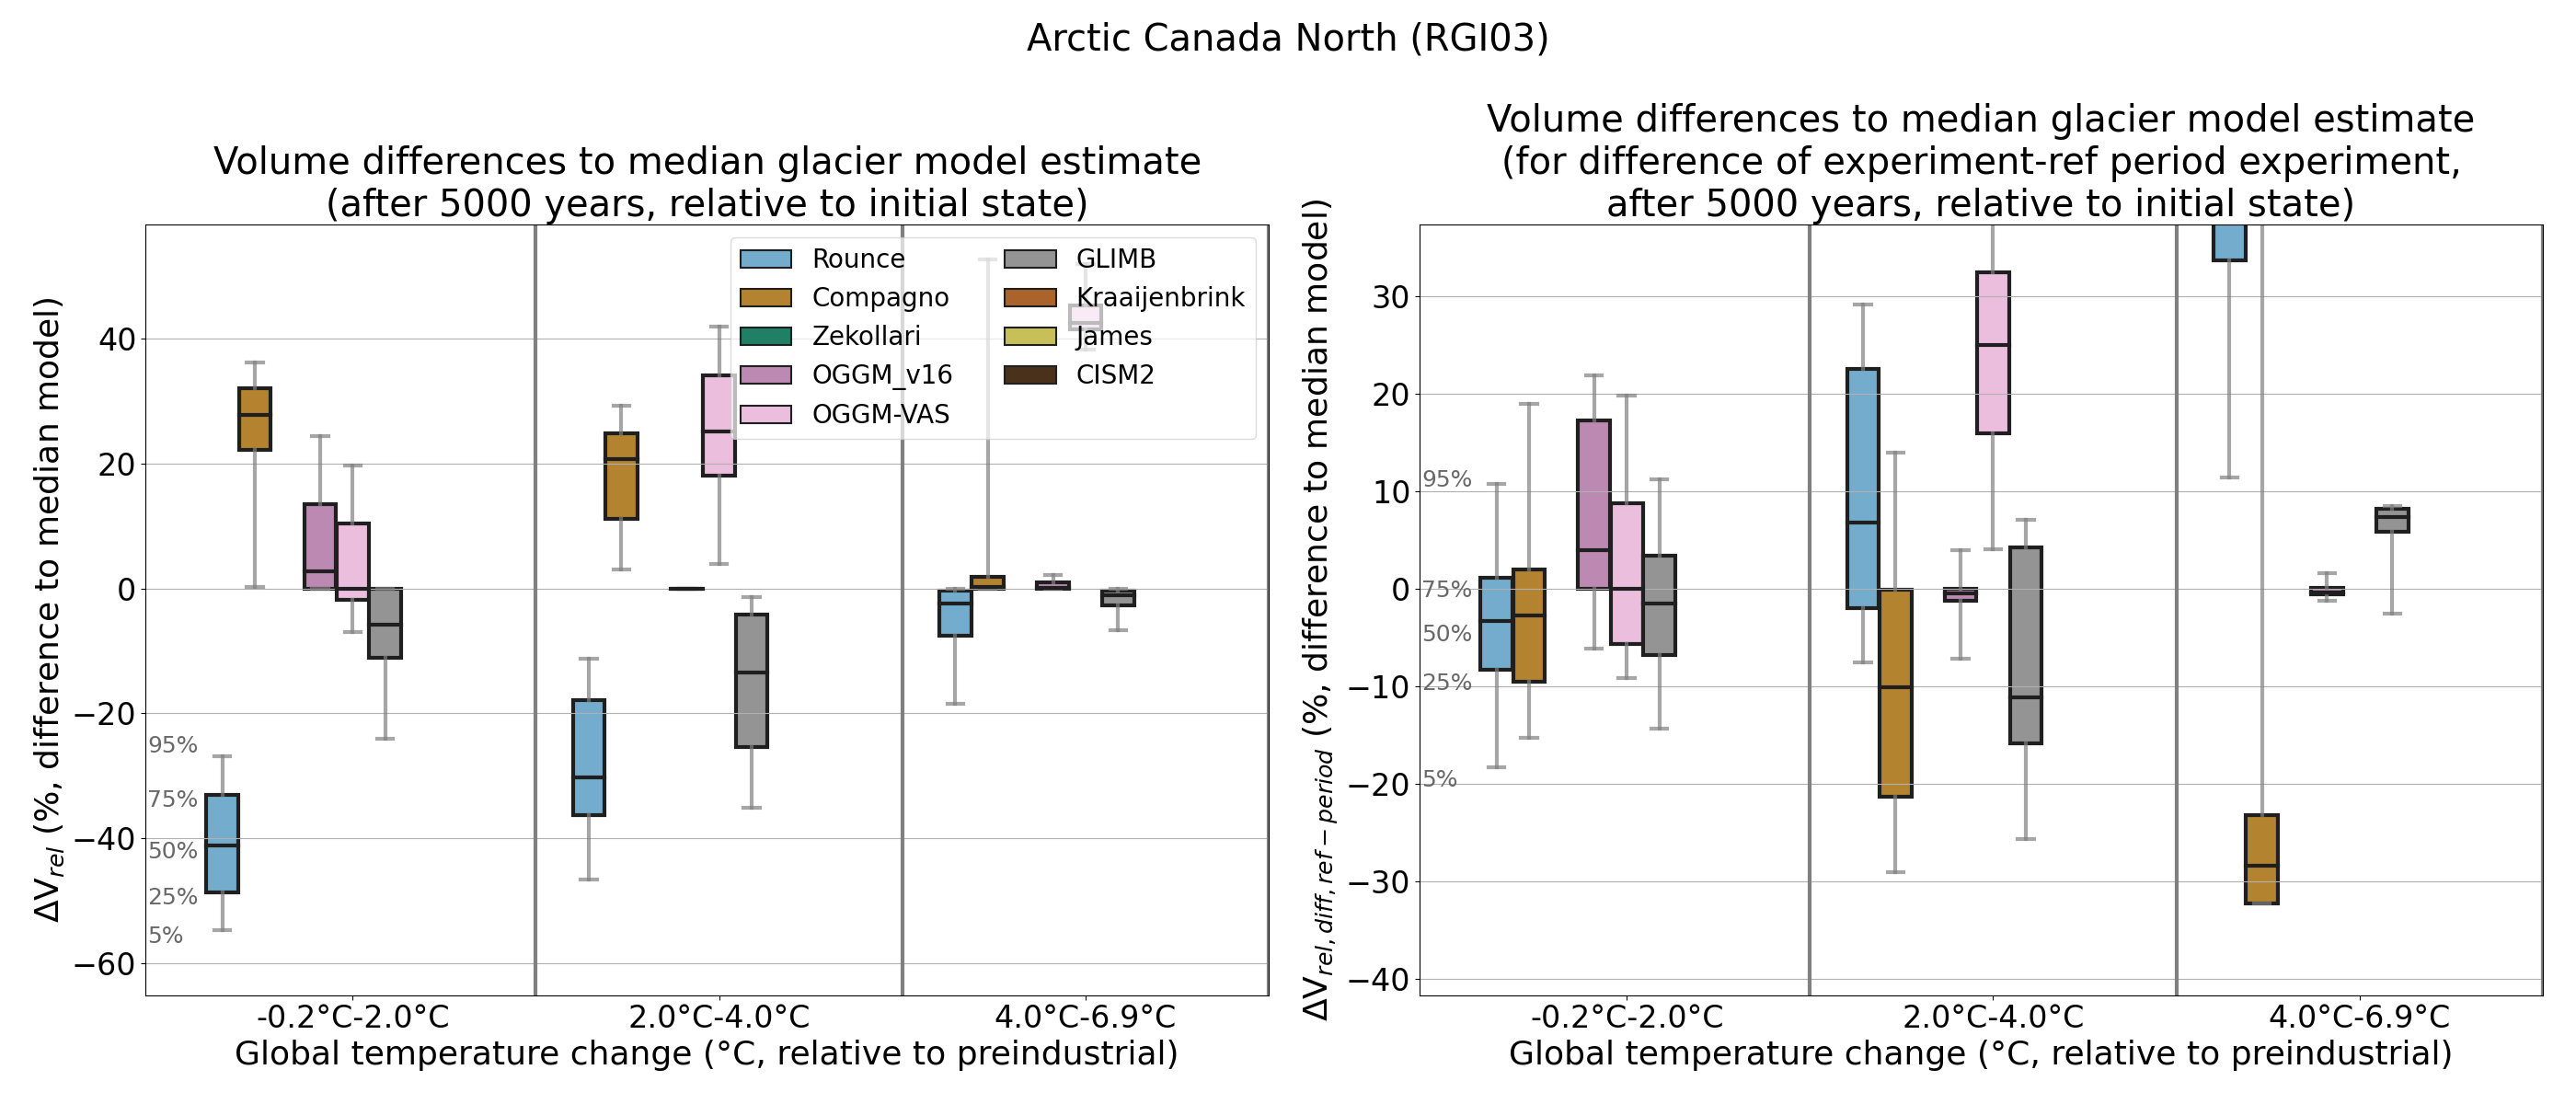 Arctic Canada North (RGI03)
Volume differences to median glacier model estimate
(after 5000 years, relative to initial state)
ΔV_rel (%, difference to median model)
40
20
0
−20
−40
−60
95%
75%
50%
25%
5%
Rounce
Compagno
Zekollari
OGGM_v16
OGGM-VAS
GLIMB
Kraaijenbrink
James
CISM2
-0.2°C-2.0°C
2.0°C-4.0°C
4.0°C-6.9°C
Global temperature change (°C, relative to preindustrial)
Volume differences to median glacier model estimate
(for difference of experiment-ref period experiment,
after 5000 years, relative to initial state)
ΔV_rel, diff, ref − period (%, difference to median model)
30
20
10
0
−10
−20
−30
−40
95%
75%
50%
25%
5%
-0.2°C-2.0°C
2.0°C-4.0°C
4.0°C-6.9°C
Global temperature change (°C, relative to preindustrial)